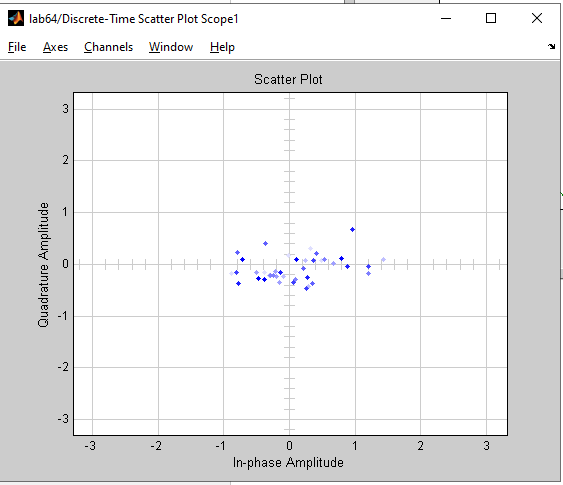 lab64/Discrete-Time Scatter Plot Scope1
File Axes Channels Window Help
Scatter Plot
3
2
1
0
-1
-2
-3
Quadrature Amplitude
-3 -2 -1 0 1 2 3
In-phase Amplitude